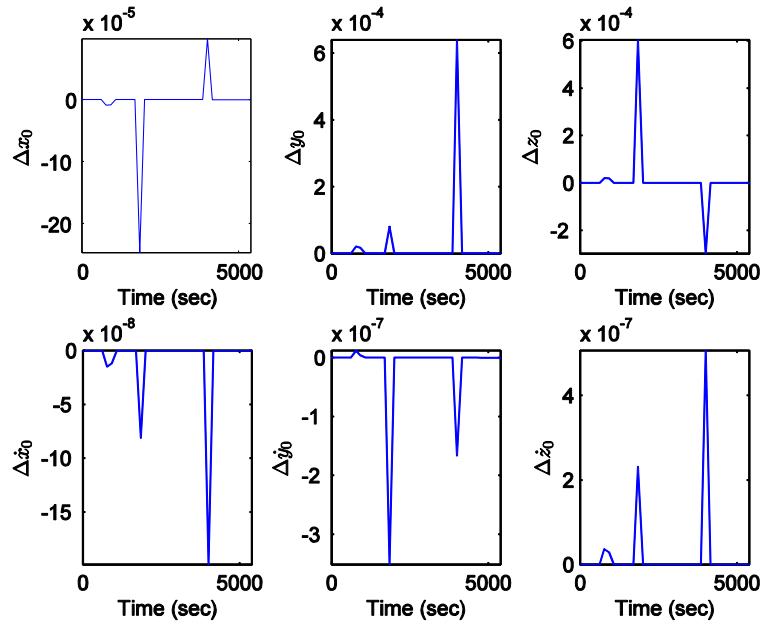 x 10⁻⁵ x 10⁻⁴ x 10⁻⁴
0
-10
-20
Δx₀
0 5000
Time (sec)
6
4
2
0
Δy₀
0 5000
Time (sec)
6
4
2
0
-2
Δz₀
0 5000
Time (sec)
x 10⁻⁸ x 10⁻⁷ x 10⁻⁷
0
-5
-10
-15
Δẋ₀
0 5000
Time (sec)
0
-1
-2
-3
Δẏ₀
0 5000
Time (sec)
4
2
0
Δż₀
0 5000
Time (sec)